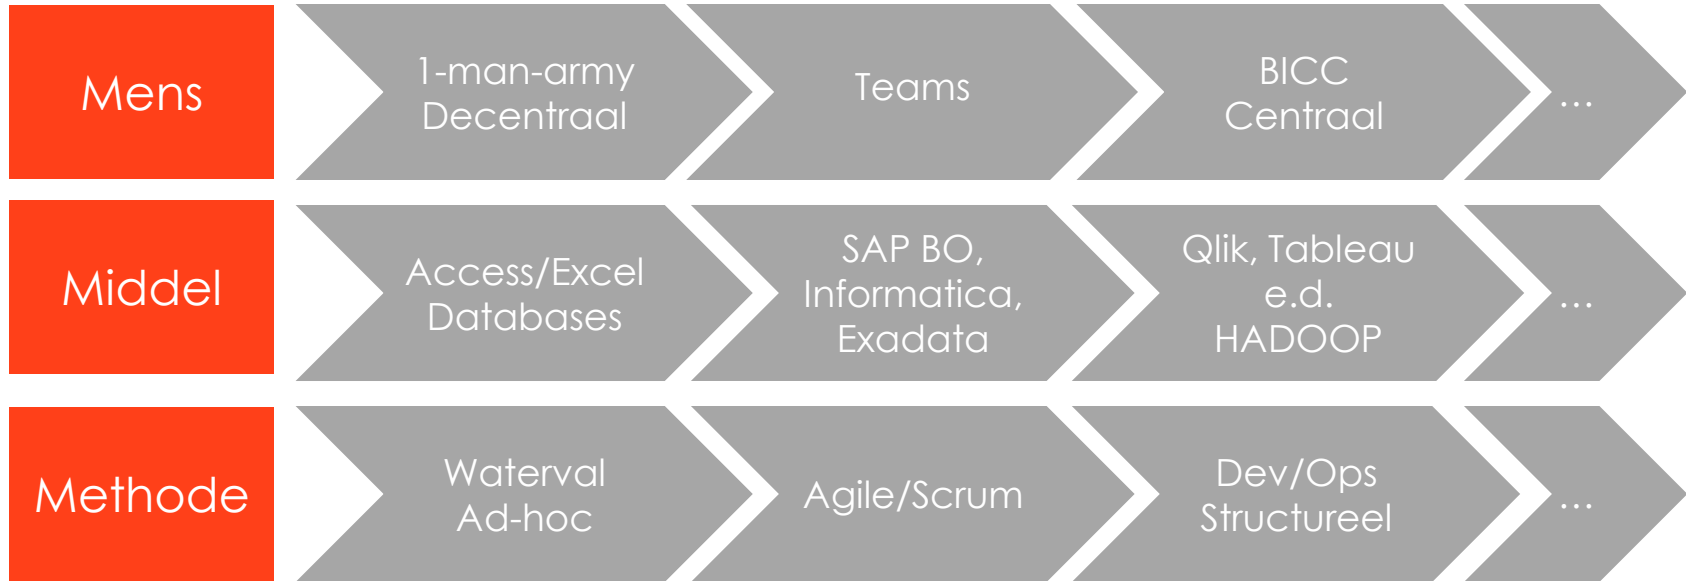 Mens
1-man-army
Decentraal
Teams
BICC
Centraal
...
Middel
Access/Excel
Databases
SAP BO,
Informatica,
Exadata
Qlik, Tableau
e.d.
HADOOP
...
Methode
Waterval
Ad-hoc
Agile/Scrum
Dev/Ops
Structureel
...